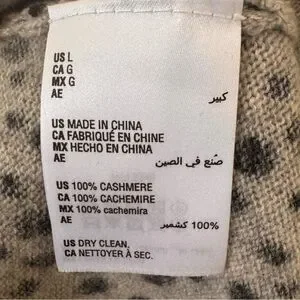 US L
CA G
MX G
AE كبير
US MADE IN CHINA
CA FABRIQUÉ EN CHINE
MX HECHO EN CHINA
AE صنع في الصين
US 100% CASHMERE
CA 100% CACHEMIRE
MX 100% cachemira
AE 100% كشمير
US DRY CLEAN.
CA NETTOYER À SEC.